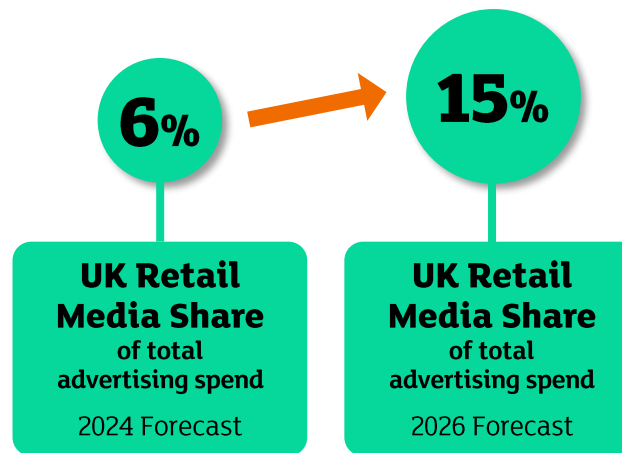 6%
15%
UK Retail
Media Share
of total
advertising spend
2024 Forecast
UK Retail
Media Share
of total
advertising spend
2026 Forecast